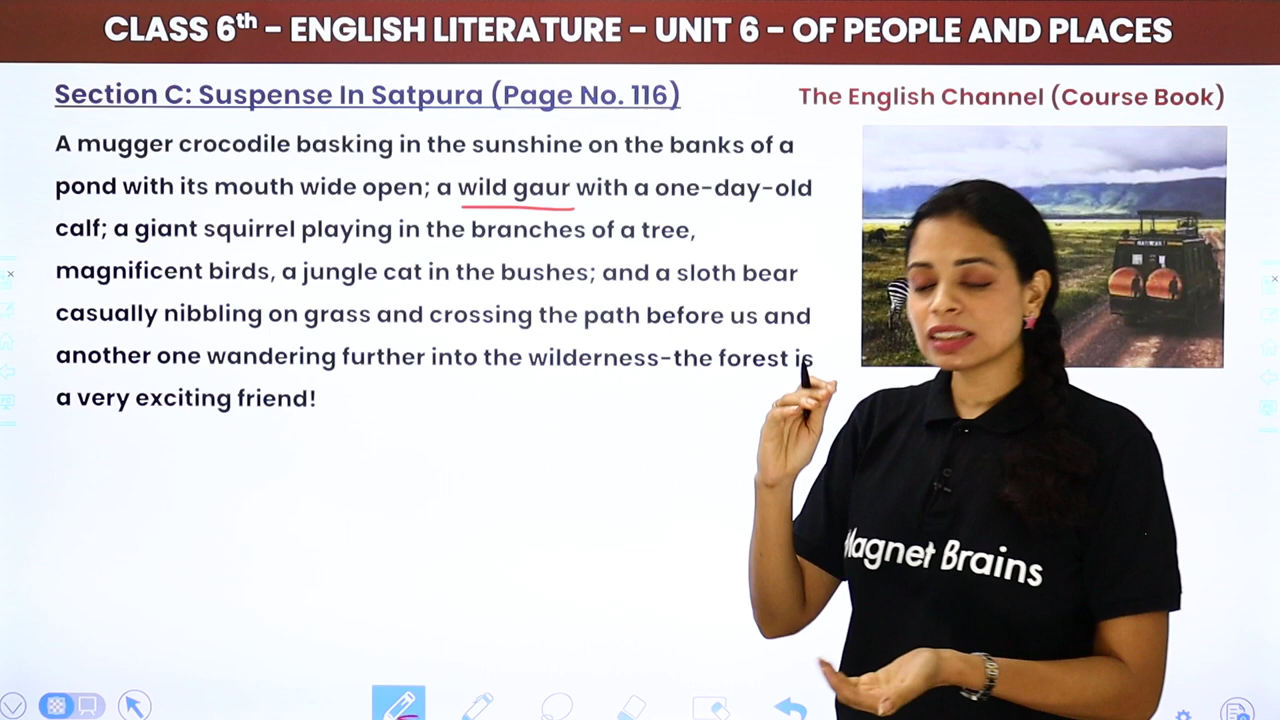 CLASS 6th – ENGLISH LITERATURE – UNIT 6 – OF PEOPLE AND PLACES
Section C: Suspense In Satpura (Page No. 116)
The English Channel (Course Book)
A mugger crocodile basking in the sunshine on the banks of a
pond with its mouth wide open; a wild gaur with a one-day-old
calf; a giant squirrel playing in the branches of a tree,
magnificent birds, a jungle cat in the bushes; and a sloth bear
casually nibbling on grass and crossing the path before us and
another one wandering further into the wilderness-the forest is
a very exciting friend!
Magnet Brains